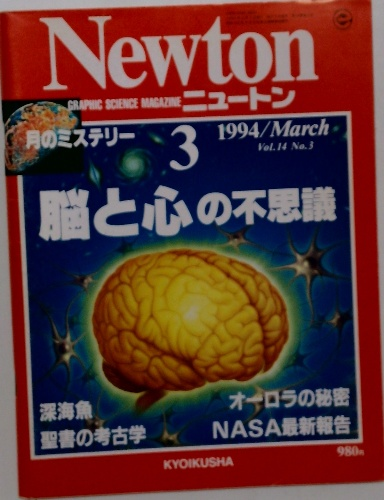 Newton
GRAPHIC SCIENCE MAGAZINE ニュートン
月のミステリー
3
1994/March
Vol.14 No.3
脳と心の不思議
深海魚
オーロラの秘密
聖書の考古学
NASA最新報告
980円
KYOIKUSHA